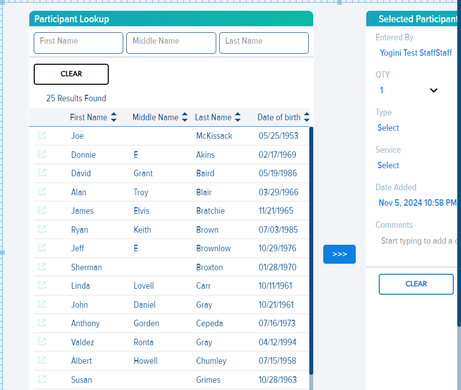 Participant Lookup
First Name Middle Name Last Name
CLEAR
25 Results Found
First Name Middle Name Last Name Date of birth
Joe McKissack 05/25/1953
Donnie E Akins 02/17/1969
David Grant Baird 05/19/1986
Alan Troy Blair 03/29/1966
James Elvis Bratchie 11/21/1965
Ryan Keith Brown 07/03/1985
Jeff E Brownlow 10/29/1976
Sherman Broxton 01/28/1970
Linda Lovell Carr 10/11/1961
John Daniel Gray 10/21/1961
Anthony Gorden Cepeda 07/16/1973
Valdez Ronta Gray 04/12/1994
Albert Howell Chumley 07/15/1958
Susan Grimes 10/28/1963
>>>
Selected Participant
Entered By
Yogini Test StaffStaff
QTY
1
Type
Select
Service
Select
Date Added
Nov 5, 2024 10:58 PM
Comments
Start typing to add a c
CLEAR